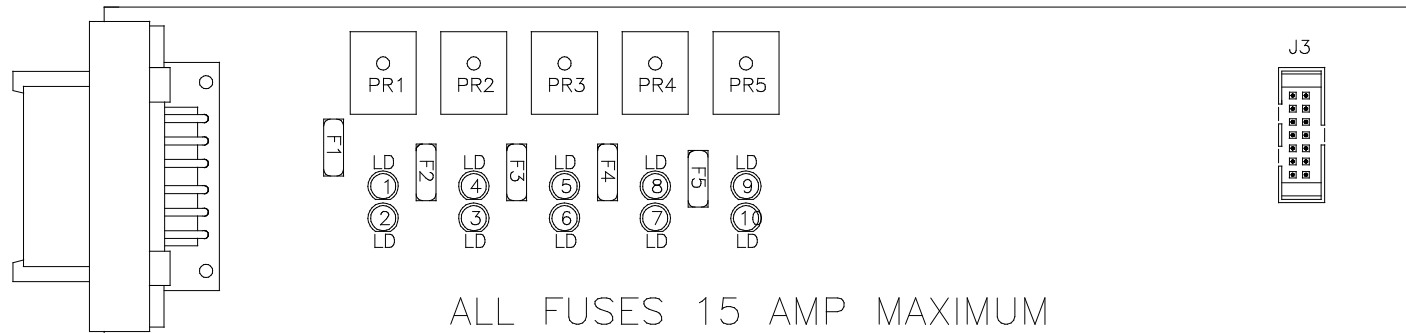 J3
PR1 PR2 PR3 PR4 PR5
F1 F2 F3 F4 F5
LD LD LD LD LD
1 4 5 8 9
2 3 6 7 10
LD LD LD LD LD
ALL FUSES 15 AMP MAXIMUM